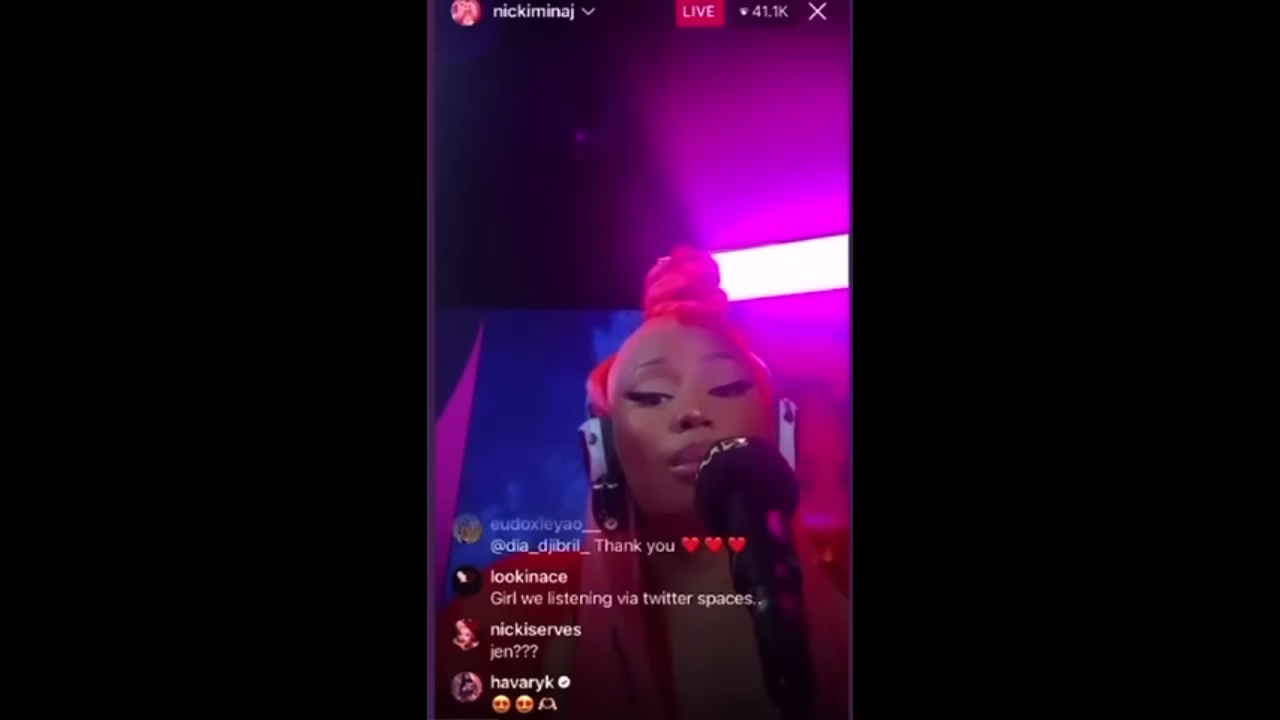 nickiminaj
LIVE 41.1K
eudoxieyao__
@dia_djibril_ Thank you ❤️❤️❤️
lookinace
Girl we listening via twitter spaces..
nickiserves
jen???
havaryk
😍😍🫶